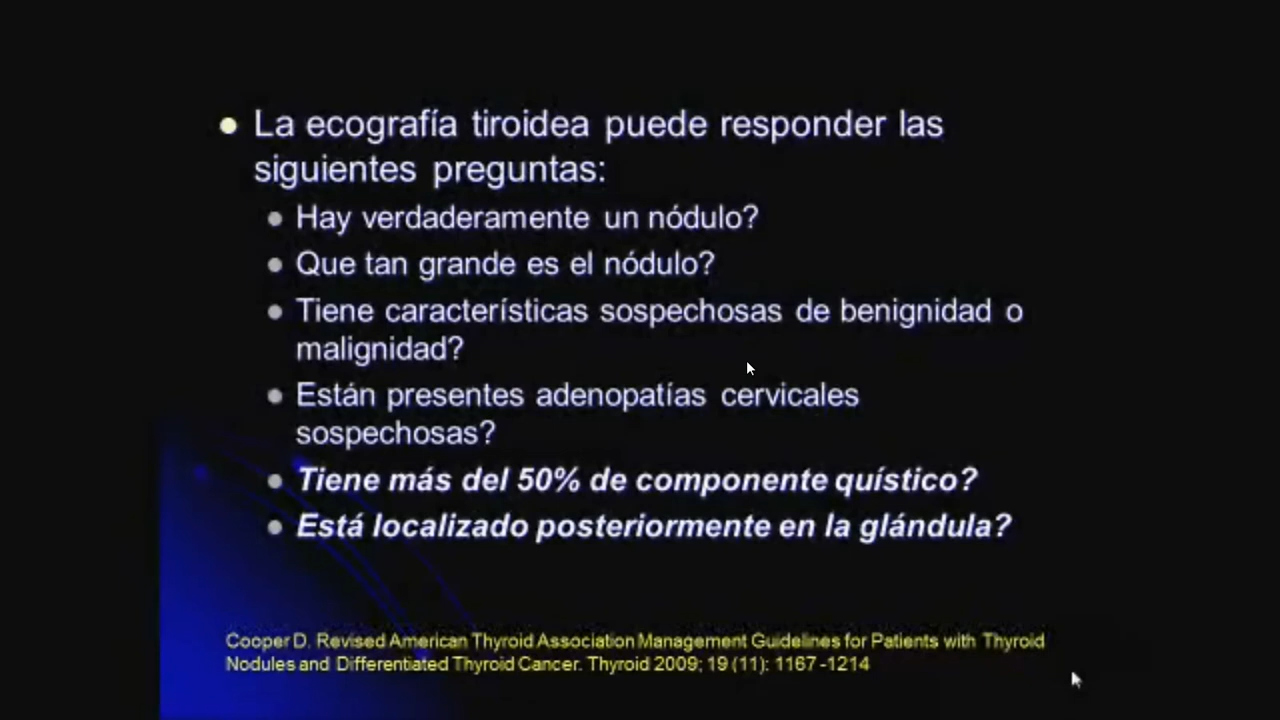 La ecografía tiroidea puede responder las
siguientes preguntas:
Hay verdaderamente un nódulo?
Que tan grande es el nódulo?
Tiene características sospechosas de benignidad o
malignidad?
Están presentes adenopatías cervicales
sospechosas?
Tiene más del 50% de componente quístico?
Está localizado posteriormente en la glándula?
Cooper D. Revised American Thyroid Association Management Guidelines for Patients with Thyroid
Nodules and Differentiated Thyroid Cancer. Thyroid 2009; 19 (11): 1167 -1214